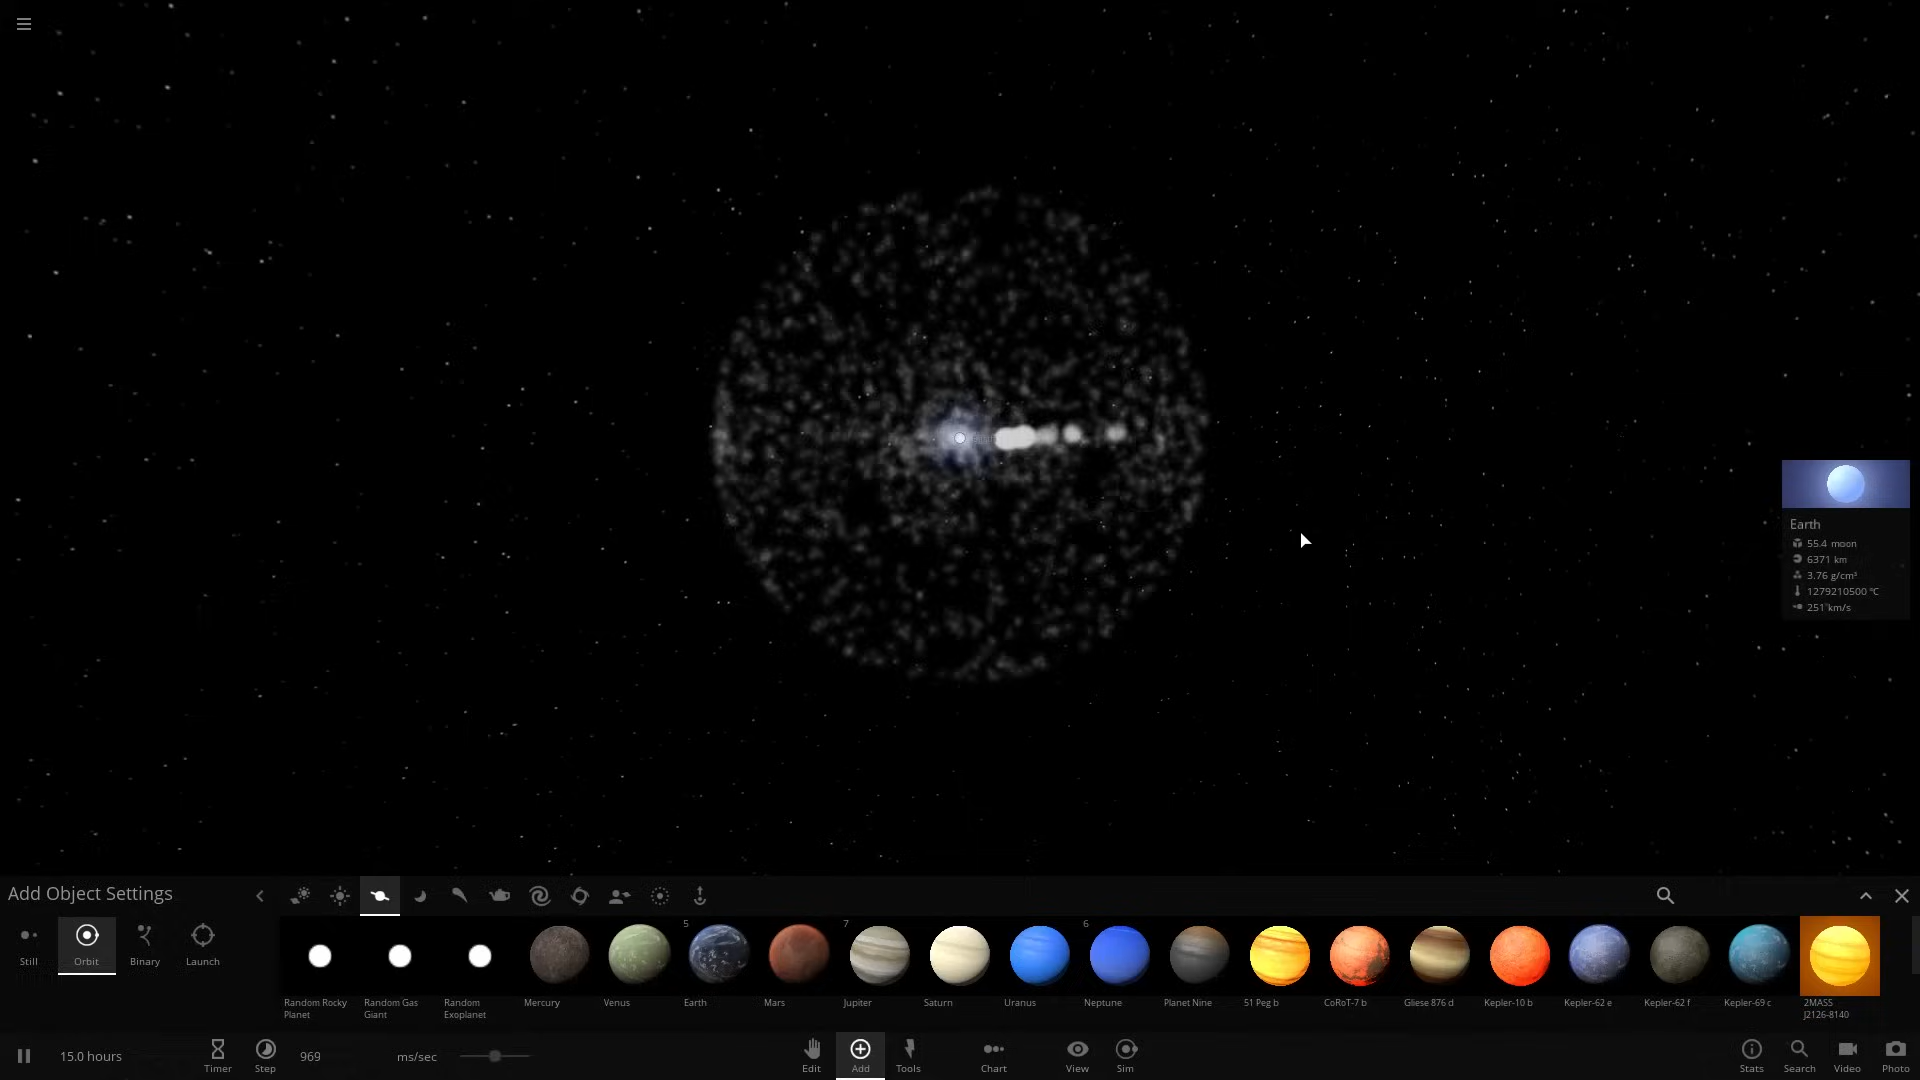 Earth
55.4 moon
6371 km
3.76 g/cm³
1279210500 °C
251 km/s
Add Object Settings
Still
Orbit
Binary
Launch
5
7
6
Random Rocky
Planet
Random Gas
Giant
Random
Exoplanet
Mercury
Venus
Earth
Mars
Jupiter
Saturn
Uranus
Neptune
Planet Nine
51 Peg b
CoRoT-7 b
Gliese 876 d
Kepler-10 b
Kepler-62 e
Kepler-62 f
Kepler-69 c
2MASS
J2126-8140
15.0 hours
Timer
Step
969
ms/sec
Edit
Add
Tools
Chart
View
Sim
Stats
Search
Video
Photo